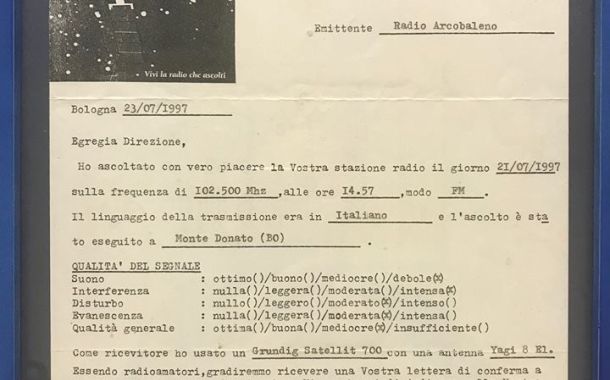 Emittente Radio Arcobaleno
Vivi la radio che ascolti
Bologna 23/07/1997
Egregia Direzione,
Ho ascoltato con vero piacere la Vostra stazione radio il giorno 21/07/1997
sulla frequenza di 102.500 Mhz ,alle ore 14.57 ,modo FM .
Il linguaggio della trasmissione era in Italiano e l'ascolto è sta
to eseguito a Monte Donato (BO) .
QUALITA' DEL SEGNALE
Suono : ottimo()/buono()/mediocre()/debole(x)
Interferenza : nulla()/leggera()/moderata()/intensa(x)
Disturbo : nullo()/leggero()/moderato(x)/intenso()
Evanescenza : nulla()/leggera()/moderata(x)/intensa()
Qualità generale : ottima()/buona()/mediocre(x)/insufficiente()
Come ricevitore ho usato un Grundig Satellit 700 con una antenna Yagi 8 El.
Essendo radioamatori,gradiremmo ricevere una Vostra lettera di conferma a